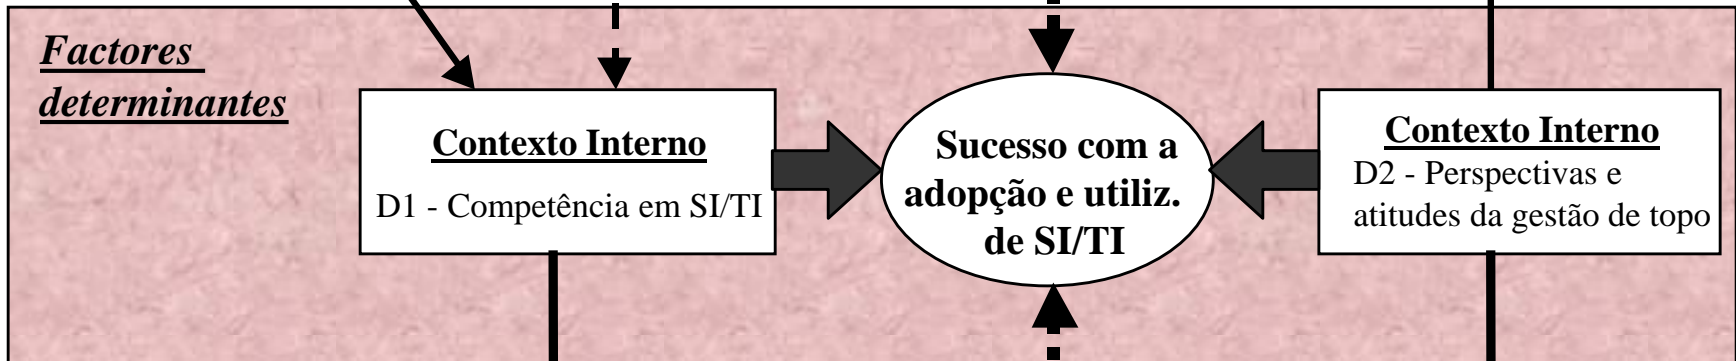 Factores
determinantes
Contexto Interno
D1 - Competência em SI/TI
Sucesso com a
adopção e utiliz.
de SI/TI
Contexto Interno
D2 - Perspectivas e
atitudes da gestão de topo